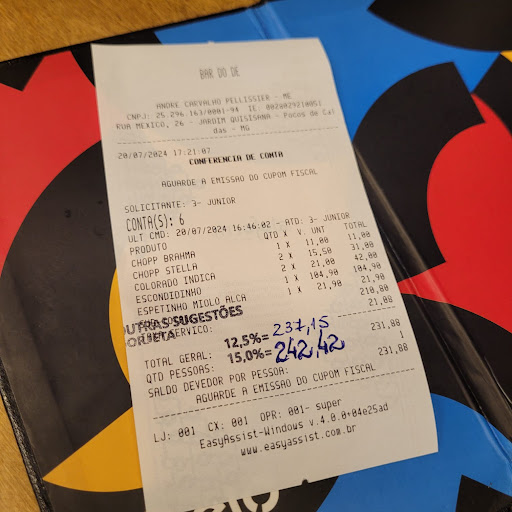 BAR DO DE
ANDRE CARVALHO PELLISSIER - ME
CNPJ: 25.296.163/0001-94 IE: 0028029210051
RUA MEXICO, 26 - JARDIM QUISISANA - Pocos de Cal
das - MG
20/07/2024 17:21:07
CONFERENCIA DE CONTA
AGUARDE A EMISSAO DO CUPOM FISCAL
SOLICITANTE: 3- JUNIOR
CONTA(S): 6
ULT CMD: 20/07/2024 16:46:02 - ATD: 3- JUNIOR
PRODUTO QTD X V. UNT TOTAL
CHOPP BRAHMA 1 X 11,00 11,00
CHOPP STELLA 2 X 15,50 31,00
COLORADO INDICA 2 X 21,00 42,00
ESCONDIDINHO 1 X 104,90 104,90
ESPETINHO MIOLO ALCA 1 X 21,90 21,90
210,80
OUTRAS SUGESTÕES
SERVICO: 21,08
GORJETA:
12,5%= 237,15
TOTAL GERAL: 231,88
15,0%= 242,42
QTD PESSOAS: 1
SALDO DEVEDOR POR PESSOA: 231,88
AGUARDE A EMISSAO DO CUPOM FISCAL
LJ: 001 CX: 001 OPR: 001- super
EasyAssist-Windows v.4.0.0+04e25ad
www.easyassist.com.br